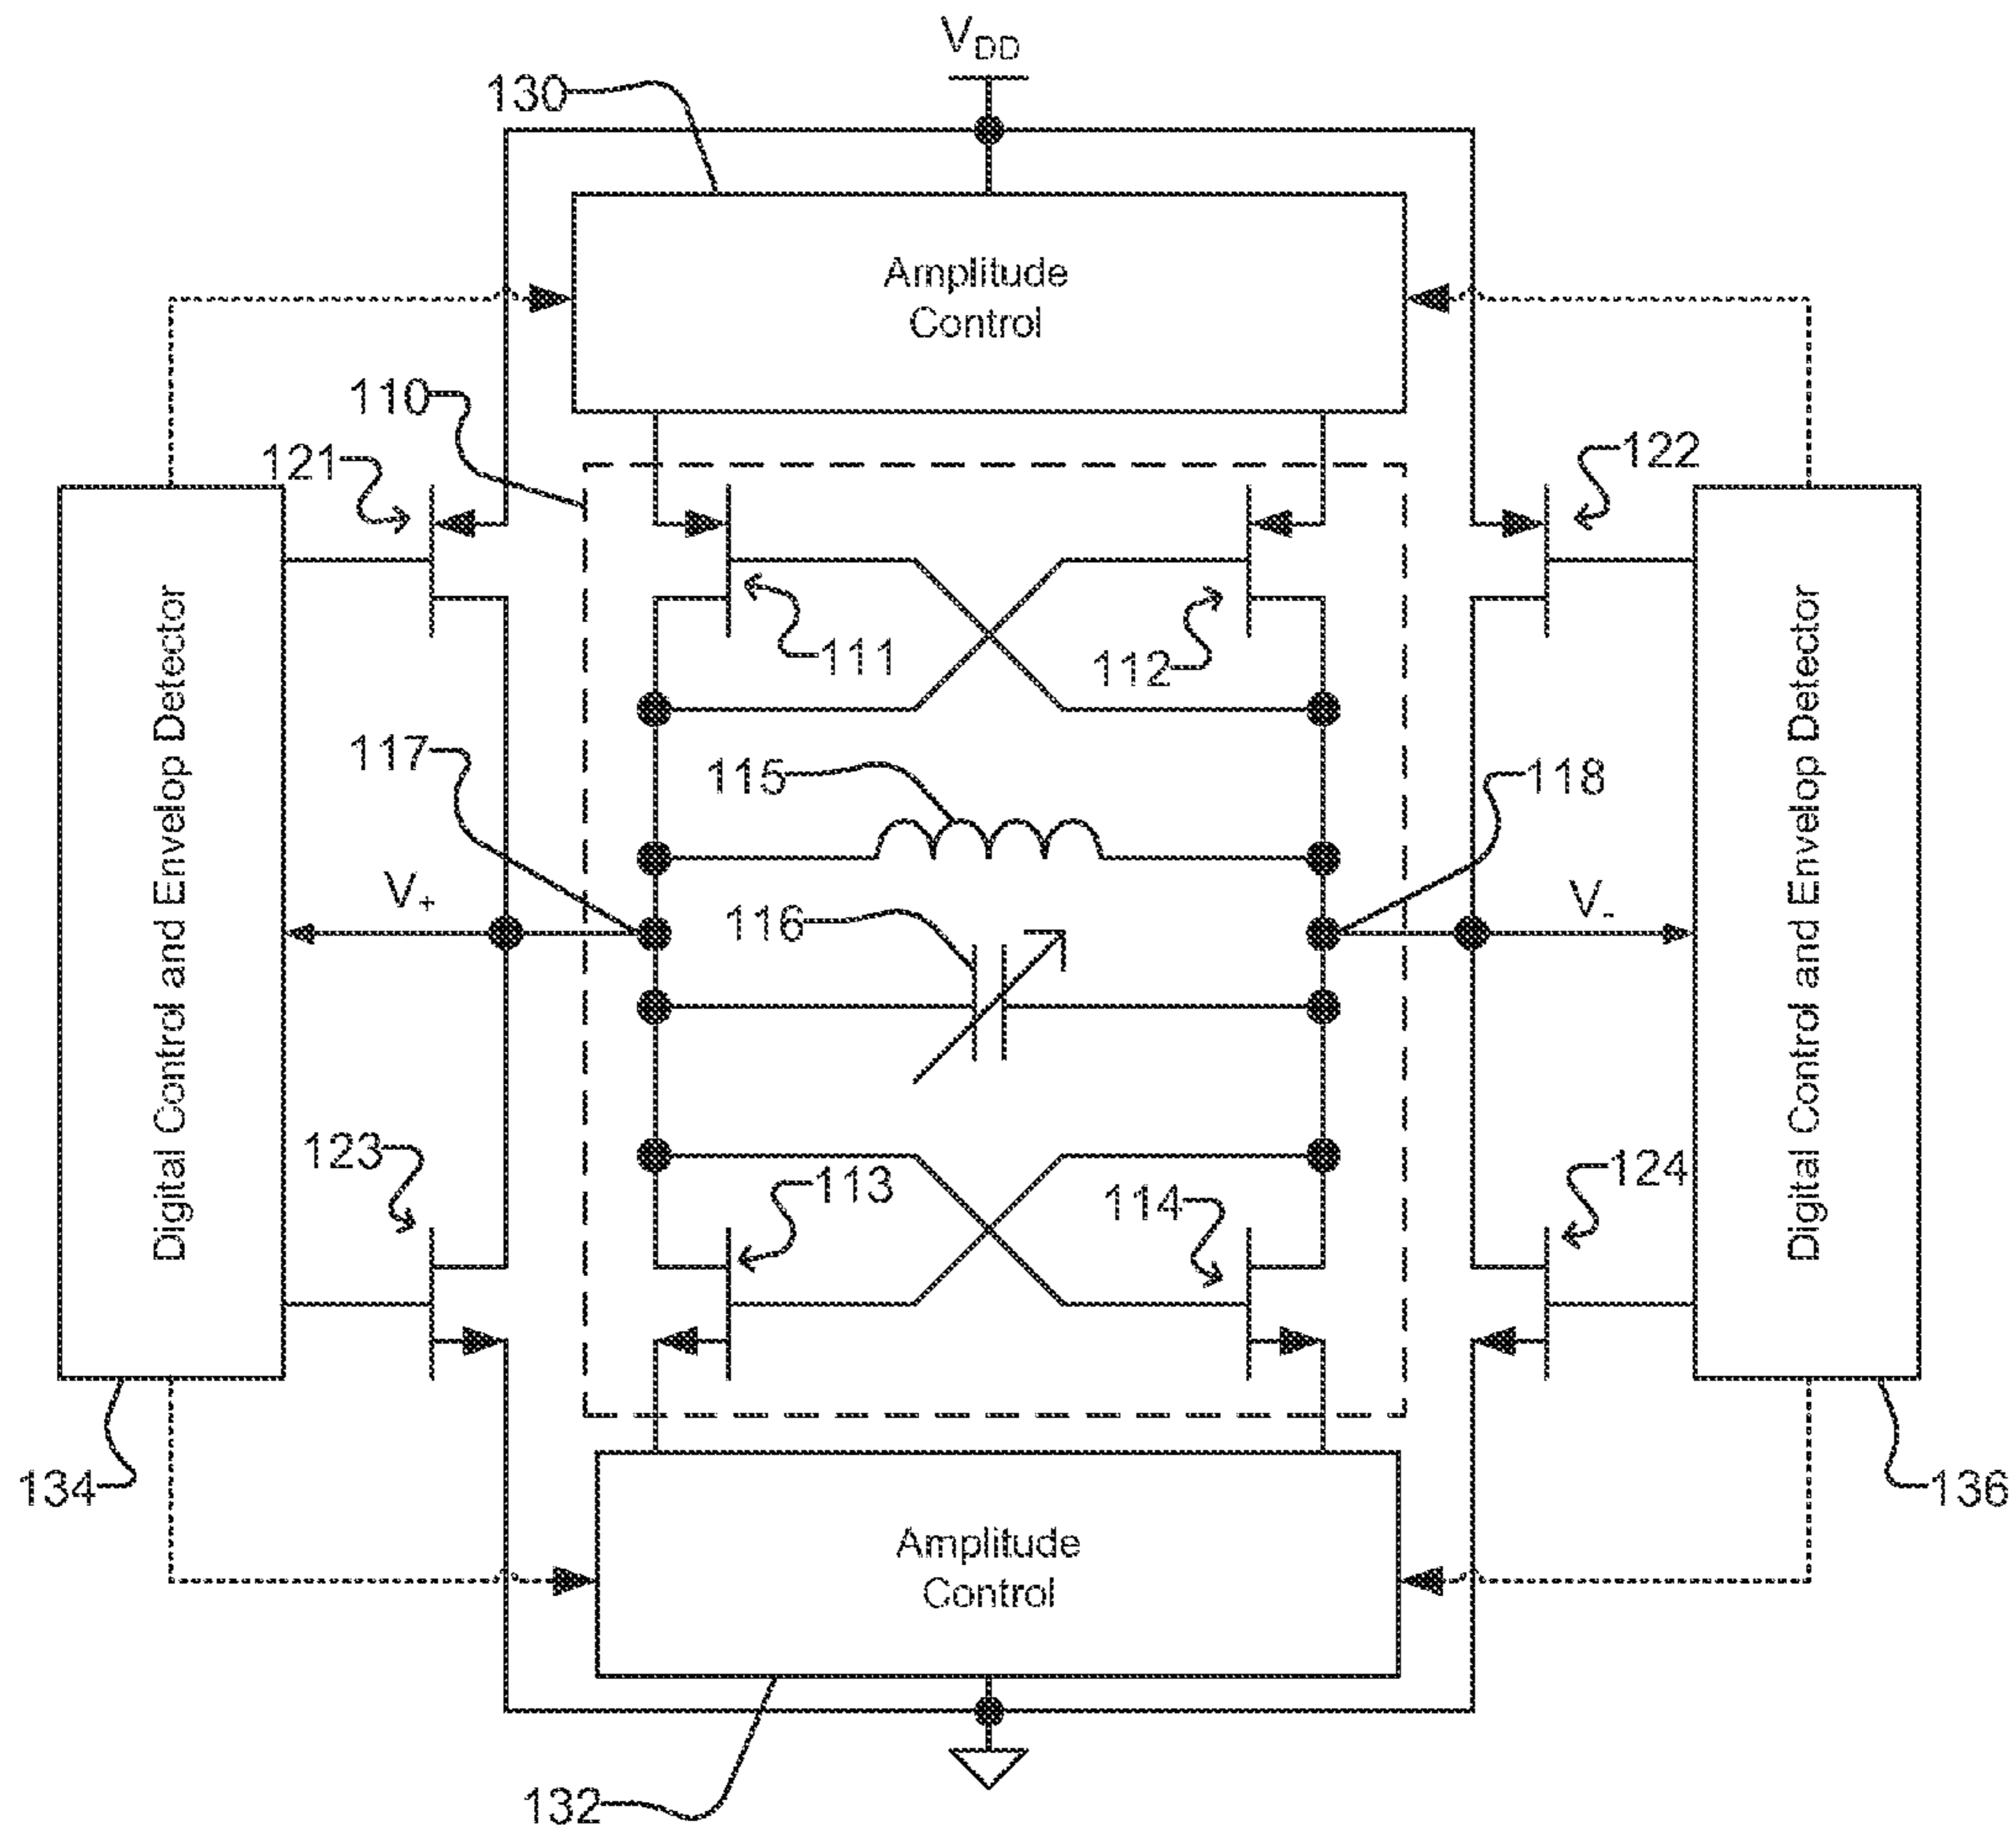 VDD
130
Amplitude
Control
110
121
122
111
112
Digital Control and Envelop Detector
Digital Control and Envelop Detector
117
115
118
V+
116
V-
123
113
114
124
134
136
Amplitude
Control
132